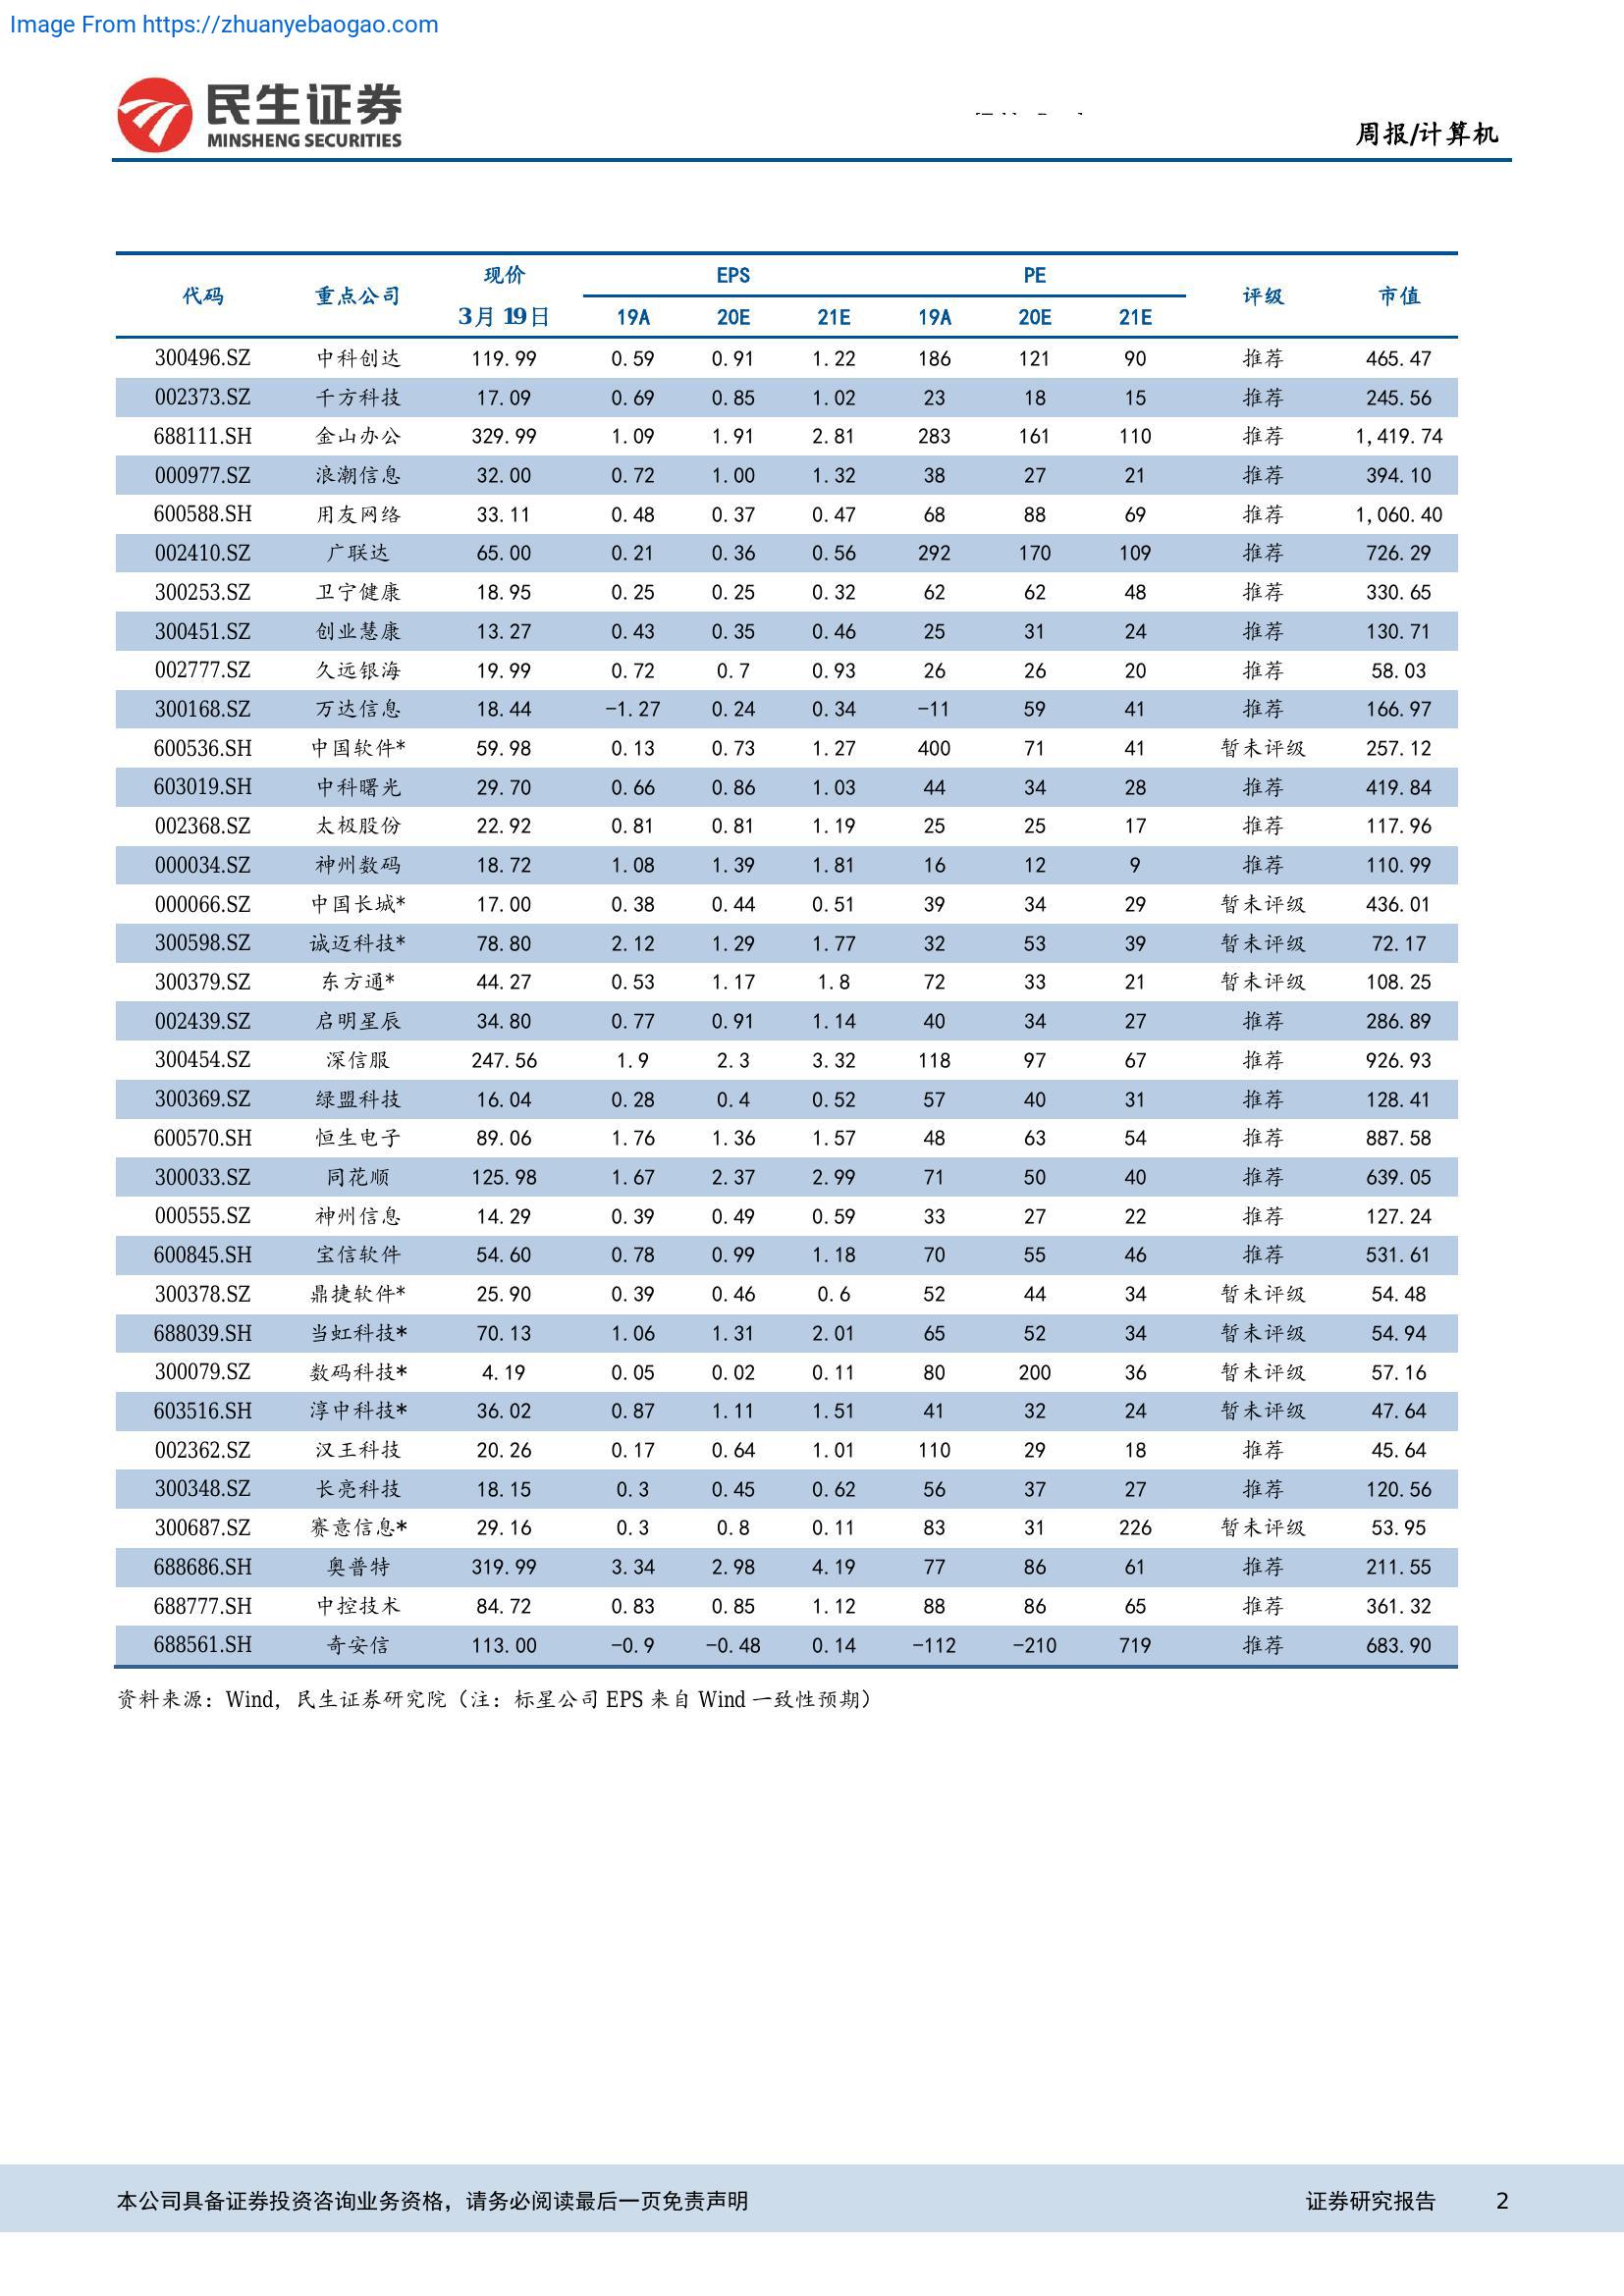 Image From https://zhuanyebaogao.com
民生证券
MINSHENG SECURITIES
周报/计算机
代码 重点公司 现价 EPS PE 评级 市值
3月19日 19A 20E 21E 19A 20E 21E
300496.SZ 中科创达 119.99 0.59 0.91 1.22 186 121 90 推荐 465.47
002373.SZ 千方科技 17.09 0.69 0.85 1.02 23 18 15 推荐 245.56
688111.SH 金山办公 329.99 1.09 1.91 2.81 283 161 110 推荐 1,419.74
000977.SZ 浪潮信息 32.00 0.72 1.00 1.32 38 27 21 推荐 394.10
600588.SH 用友网络 33.11 0.48 0.37 0.47 68 88 69 推荐 1,060.40
002410.SZ 广联达 65.00 0.21 0.36 0.56 292 170 109 推荐 726.29
300253.SZ 卫宁健康 18.95 0.25 0.25 0.32 62 62 48 推荐 330.65
300451.SZ 创业慧康 13.27 0.43 0.35 0.46 25 31 24 推荐 130.71
002777.SZ 久远银海 19.99 0.72 0.7 0.93 26 26 20 推荐 58.03
300168.SZ 万达信息 18.44 -1.27 0.24 0.34 -11 59 41 推荐 166.97
600536.SH 中国软件* 59.98 0.13 0.73 1.27 400 71 41 暂未评级 257.12
603019.SH 中科曙光 29.70 0.66 0.86 1.03 44 34 28 推荐 419.84
002368.SZ 太极股份 22.92 0.81 0.81 1.19 25 25 17 推荐 117.96
000034.SZ 神州数码 18.72 1.08 1.39 1.81 16 12 9 推荐 110.99
000066.SZ 中国长城* 17.00 0.38 0.44 0.51 39 34 29 暂未评级 436.01
300598.SZ 诚迈科技* 78.80 2.12 1.29 1.77 32 53 39 暂未评级 72.17
300379.SZ 东方通* 44.27 0.53 1.17 1.8 72 33 21 暂未评级 108.25
002439.SZ 启明星辰 34.80 0.77 0.91 1.14 40 34 27 推荐 286.89
300454.SZ 深信服 247.56 1.9 2.3 3.32 118 97 67 推荐 926.93
300369.SZ 绿盟科技 16.04 0.28 0.4 0.52 57 40 31 推荐 128.41
600570.SH 恒生电子 89.06 1.76 1.36 1.57 48 63 54 推荐 887.58
300033.SZ 同花顺 125.98 1.67 2.37 2.99 71 50 40 推荐 639.05
000555.SZ 神州信息 14.29 0.39 0.49 0.59 33 27 22 推荐 127.24
600845.SH 宝信软件 54.60 0.78 0.99 1.18 70 55 46 推荐 531.61
300378.SZ 鼎捷软件* 25.90 0.39 0.46 0.6 52 44 34 暂未评级 54.48
688039.SH 当虹科技* 70.13 1.06 1.31 2.01 65 52 34 暂未评级 54.94
300079.SZ 数码科技* 4.19 0.05 0.02 0.11 80 200 36 暂未评级 57.16
603516.SH 淳中科技* 36.02 0.87 1.11 1.51 41 32 24 暂未评级 47.64
002362.SZ 汉王科技 20.26 0.17 0.64 1.01 110 29 18 推荐 45.64
300348.SZ 长亮科技 18.15 0.3 0.45 0.62 56 37 27 推荐 120.56
300687.SZ 赛意信息* 29.16 0.3 0.8 0.11 83 31 226 暂未评级 53.95
688686.SH 奥普特 319.99 3.34 2.98 4.19 77 86 61 推荐 211.55
688777.SH 中控技术 84.72 0.83 0.85 1.12 88 86 65 推荐 361.32
688561.SH 奇安信 113.00 -0.9 -0.48 0.14 -112 -210 719 推荐 683.90
资料来源：Wind，民生证券研究院（注：标星公司 EPS 来自 Wind 一致性预期）
本公司具备证券投资咨询业务资格，请务必阅读最后一页免责声明 证券研究报告 2